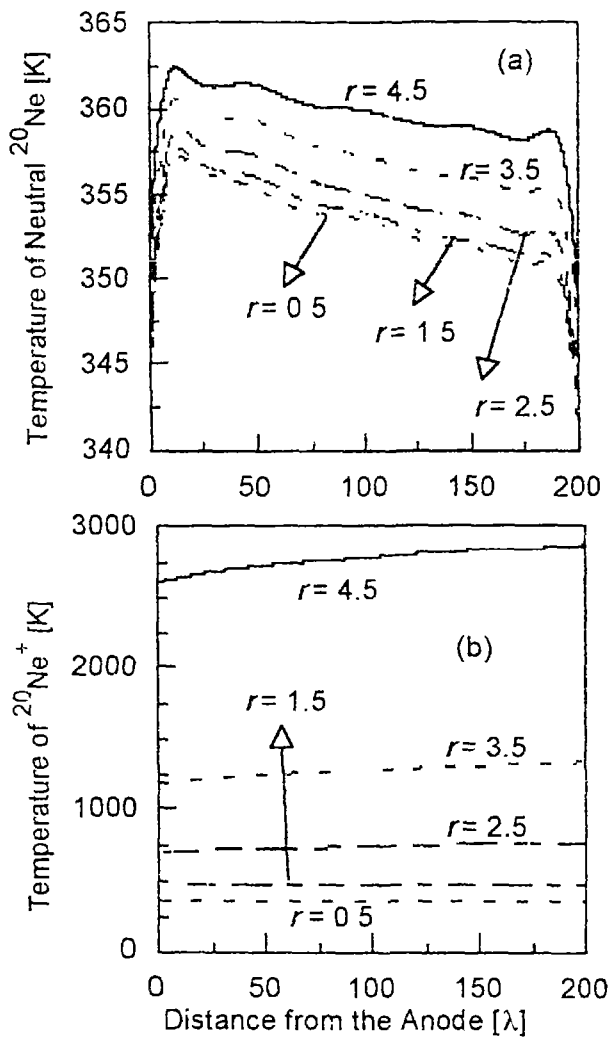 Temperature of Neutral ²⁰Ne [K]
365
360
355
350
345
340
(a)
r = 4.5
r = 3.5
r = 0 5
r = 1 5
r = 2.5
0 50 100 150 200
Temperature of ²⁰Ne⁺ [K]
3000
2000
1000
0
r = 4.5
(b)
r = 1.5
r = 3.5
r = 2.5
r = 0 5
0 50 100 150 200
Distance from the Anode [λ]